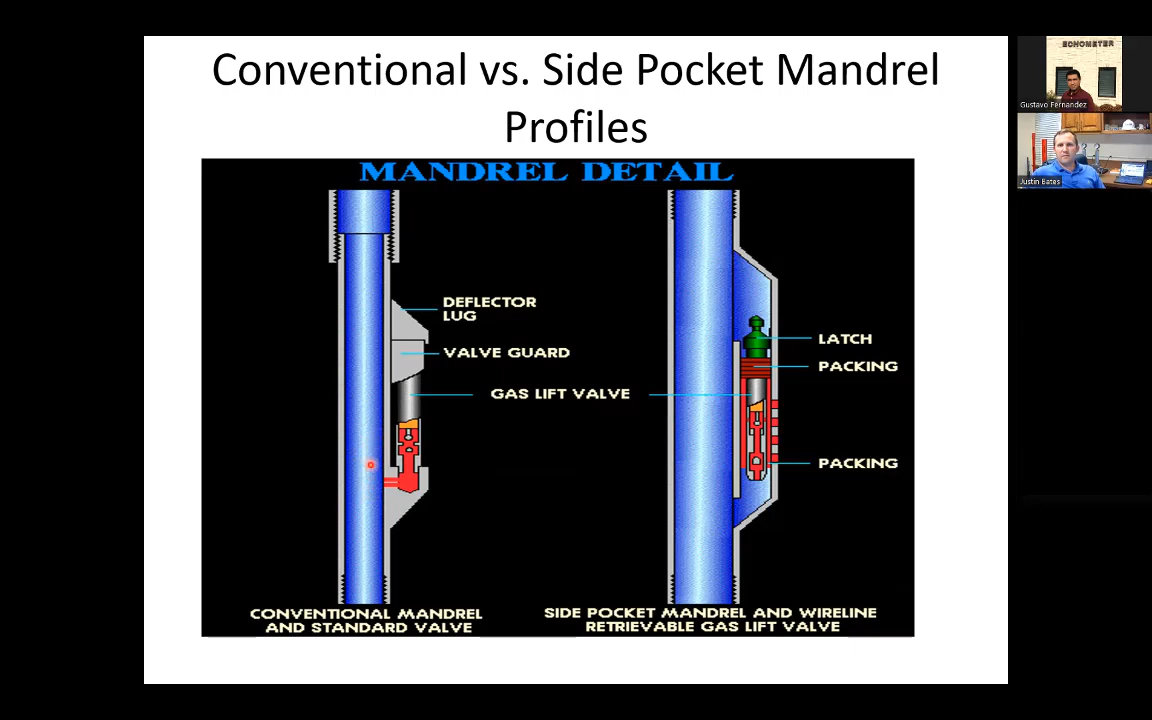 Conventional vs. Side Pocket Mandrel
Profiles
MANDREL DETAIL
DEFLECTOR
LUG
VALVE GUARD
GAS LIFT VALVE
LATCH
PACKING
PACKING
CONVENTIONAL MANDREL
AND STANDARD VALVE
SIDE POCKET MANDREL AND WIRELINE
RETRIEVABLE GAS LIFT VALVE
ECHOMETER
Gustavo Fernandez
Justin Bates